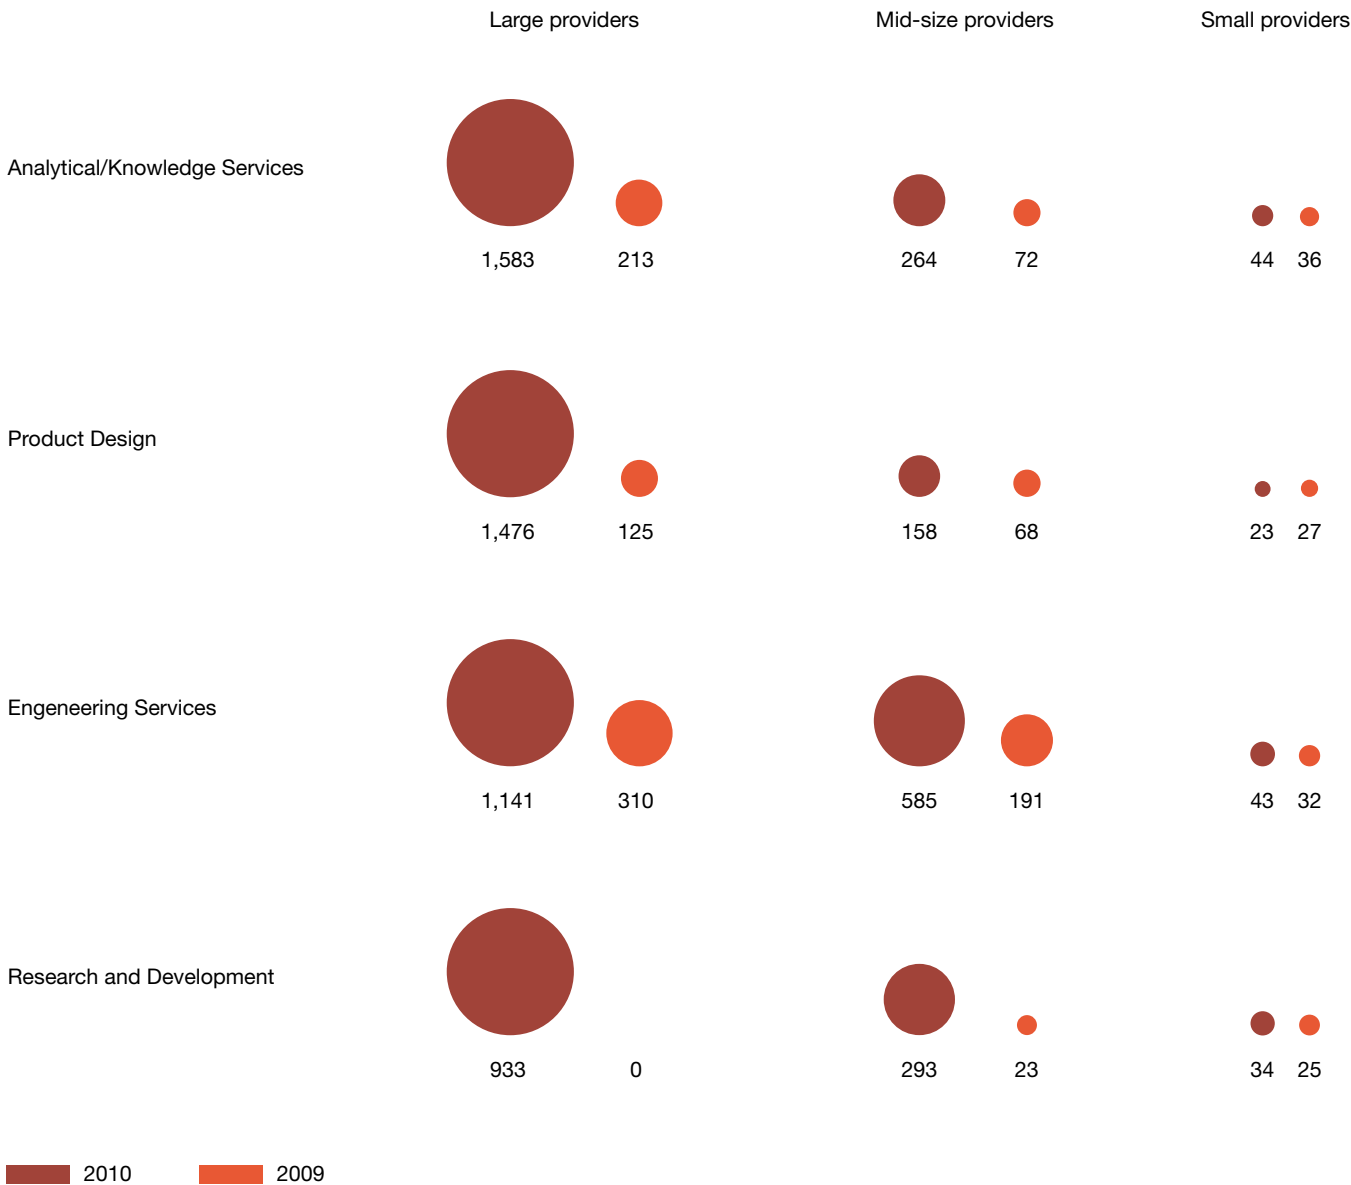 Large providers Mid-size providers Small providers
Analytical/Knowledge Services
1,583 213 264 72 44 36
Product Design
1,476 125 158 68 23 27
Engeneering Services
1,141 310 585 191 43 32
Research and Development
933 0 293 23 34 25
2010 2009